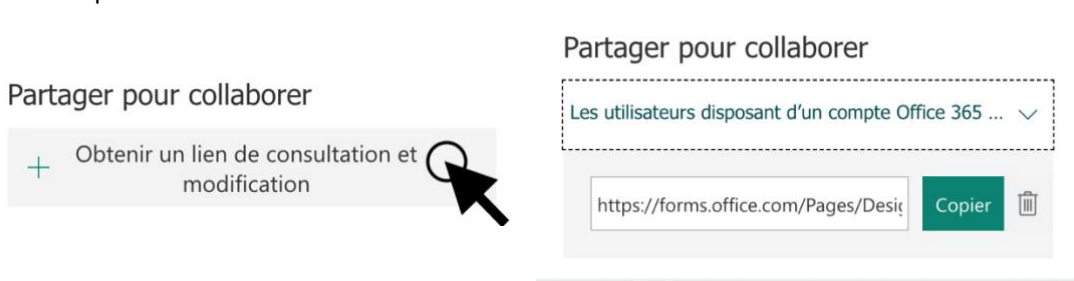 Partager pour collaborer
Obtenir un lien de consultation et
modification
Partager pour collaborer
Les utilisateurs disposant d'un compte Office 365 ...
https://forms.office.com/Pages/Desig
Copier